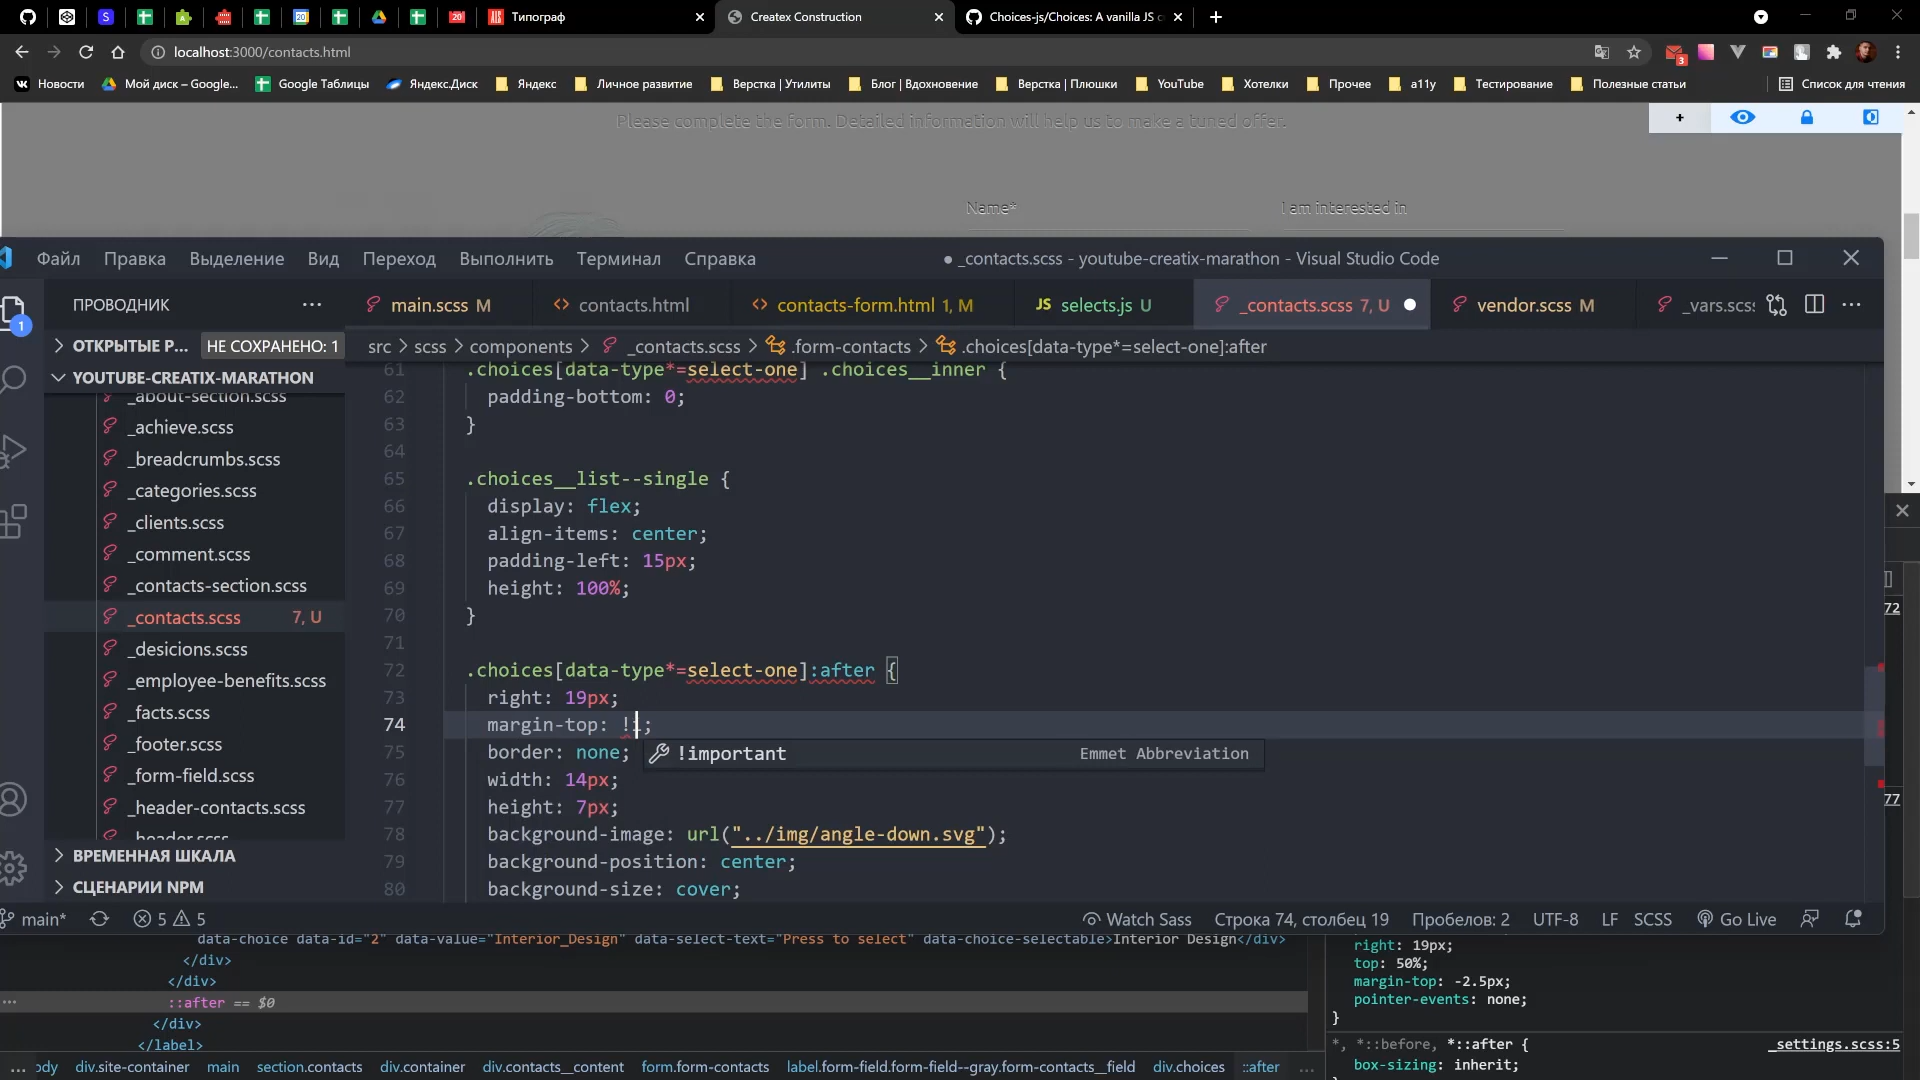 Типограф
Createx Construction
Choices-js/Choices: A vanilla JS c
localhost:3000/contacts.html
Новости
Мой диск – Google...
Google Таблицы
Яндекс.Диск
Яндекс
Личное развитие
Верстка | Утилиты
Блог | Вдохновение
Верстка | Плюшки
YouTube
Хотелки
Прочее
a11y
Тестирование
Полезные статьи
Список для чтения
Please complete the form. Detailed information will help us to make a tuned offer.
Name*
I am interested in
Файл Правка Выделение Вид Переход Выполнить Терминал Справка
● _contacts.scss - youtube-creatix-marathon - Visual Studio Code
ПРОВОДНИК
main.scss M
contacts.html
contacts-form.html 1, M
JS selects.js U
_contacts.scss 7, U
vendor.scss M
_vars.scss
ОТКРЫТЫЕ Р... НЕ СОХРАНЕНО: 1
src > scss > components > _contacts.scss > .form-contacts > .choices[data-type*=select-one]:after
YOUTUBE-CREATIX-MARATHON
_about-section.scss
_achieve.scss
_breadcrumbs.scss
_categories.scss
_clients.scss
_comment.scss
_contacts-section.scss
_contacts.scss 7, U
_desicions.scss
_employee-benefits.scss
_facts.scss
_footer.scss
_form-field.scss
_header-contacts.scss
_header.scss
ВРЕМЕННАЯ ШКАЛА
СЦЕНАРИИ NPM
61 .choices[data-type*=select-one] .choices__inner {
62 padding-bottom: 0;
63 }
64
65 .choices__list--single {
66 display: flex;
67 align-items: center;
68 padding-left: 15px;
69 height: 100%;
70 }
71
72 .choices[data-type*=select-one]:after {
73 right: 19px;
74 margin-top: !i;
75 border: none;
!important Emmet Abbreviation
76 width: 14px;
77 height: 7px;
78 background-image: url("../img/angle-down.svg");
79 background-position: center;
80 background-size: cover;
72
77
main* 5 5
Watch Sass Строка 74, столбец 19 Пробелов: 2 UTF-8 LF SCSS Go Live
data-choice data-id="2" data-value="Interior_Design" data-select-text="Press to select" data-choice-selectable>Interior Design</div>
</div>
</div>
::after == $0
</div>
</label>
... ody div.site-container main section.contacts div.container div.contacts__content form.form-contacts label.form-field.form-field--gray.form-contacts__field div.choices ::after ...
right: 19px;
top: 50%;
margin-top: -2.5px;
pointer-events: none;
}
*, *::before, *::after {
_settings.scss:5
box-sizing: inherit;